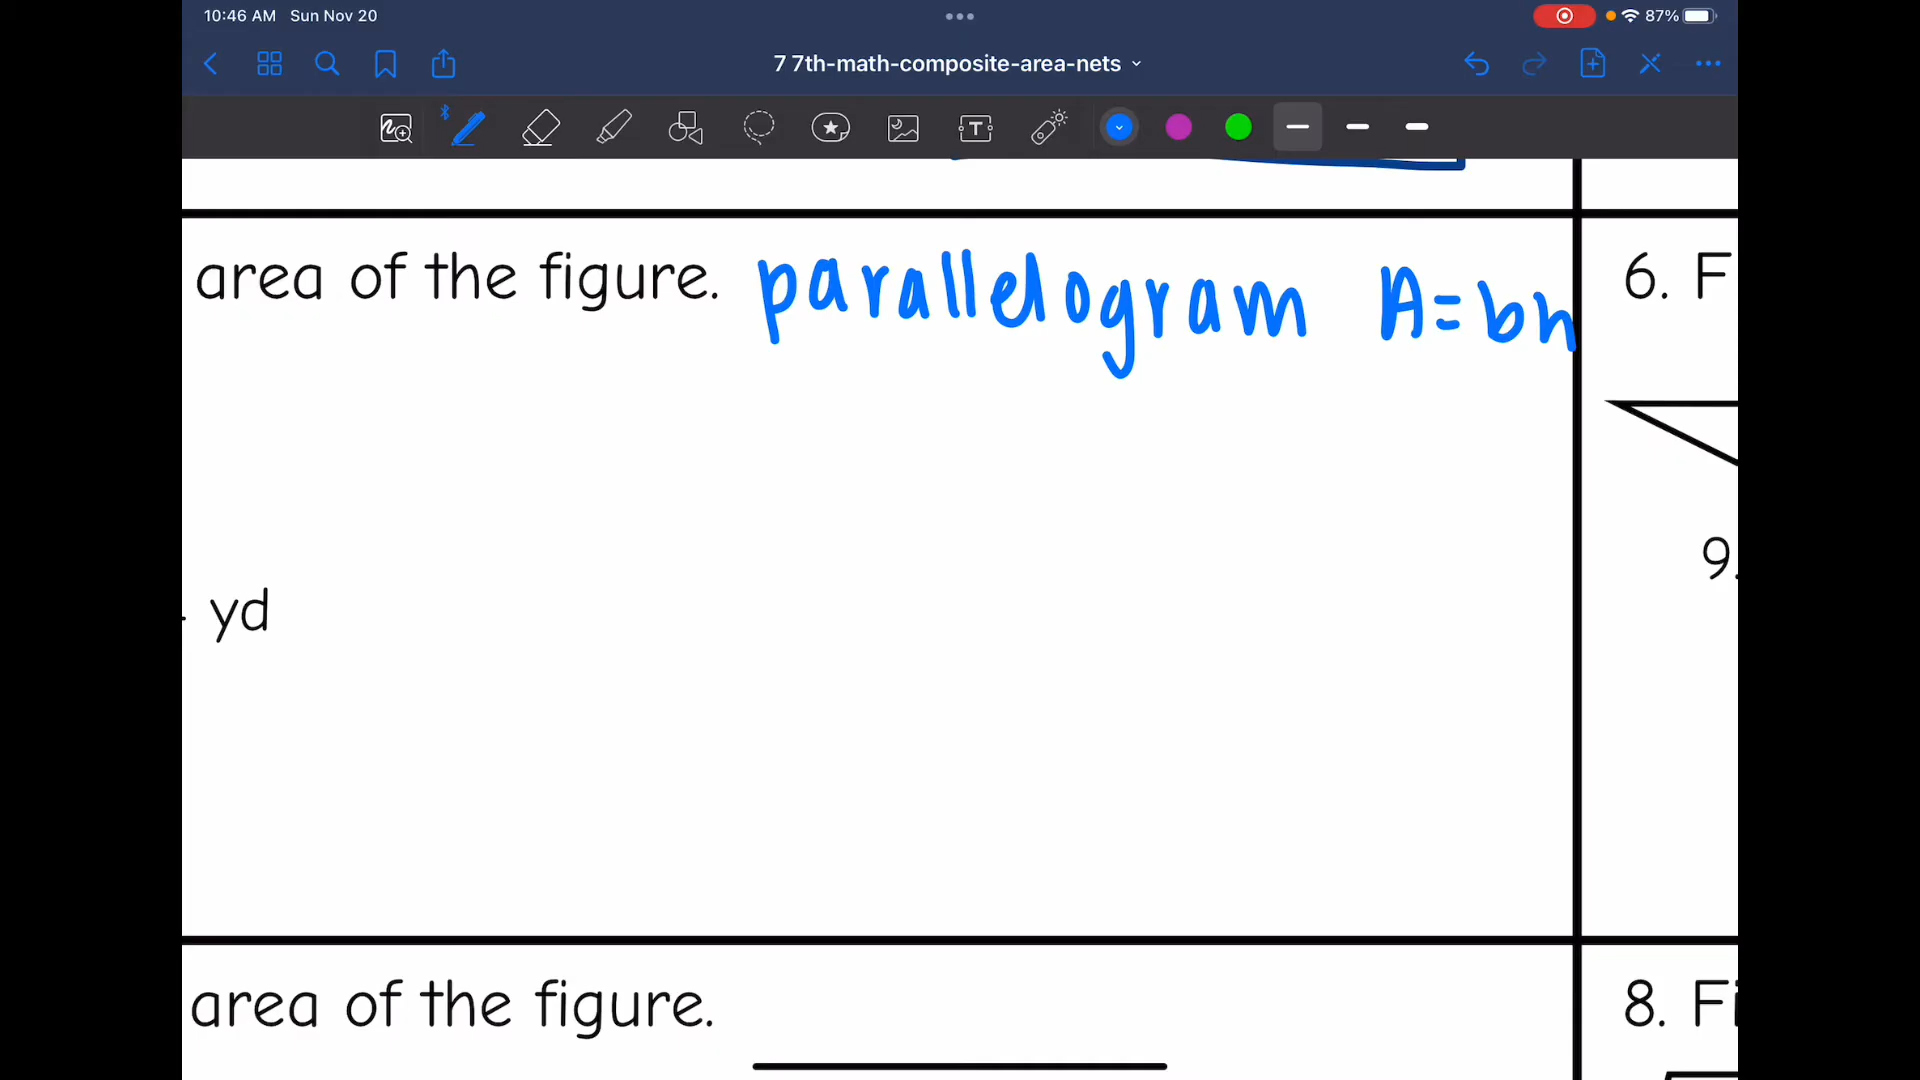 10:46 AM Sun Nov 20
87%
7 7th-math-composite-area-nets
area of the figure. parallelogram A=bh
6. F
9.
yd
area of the figure.
8. Fi